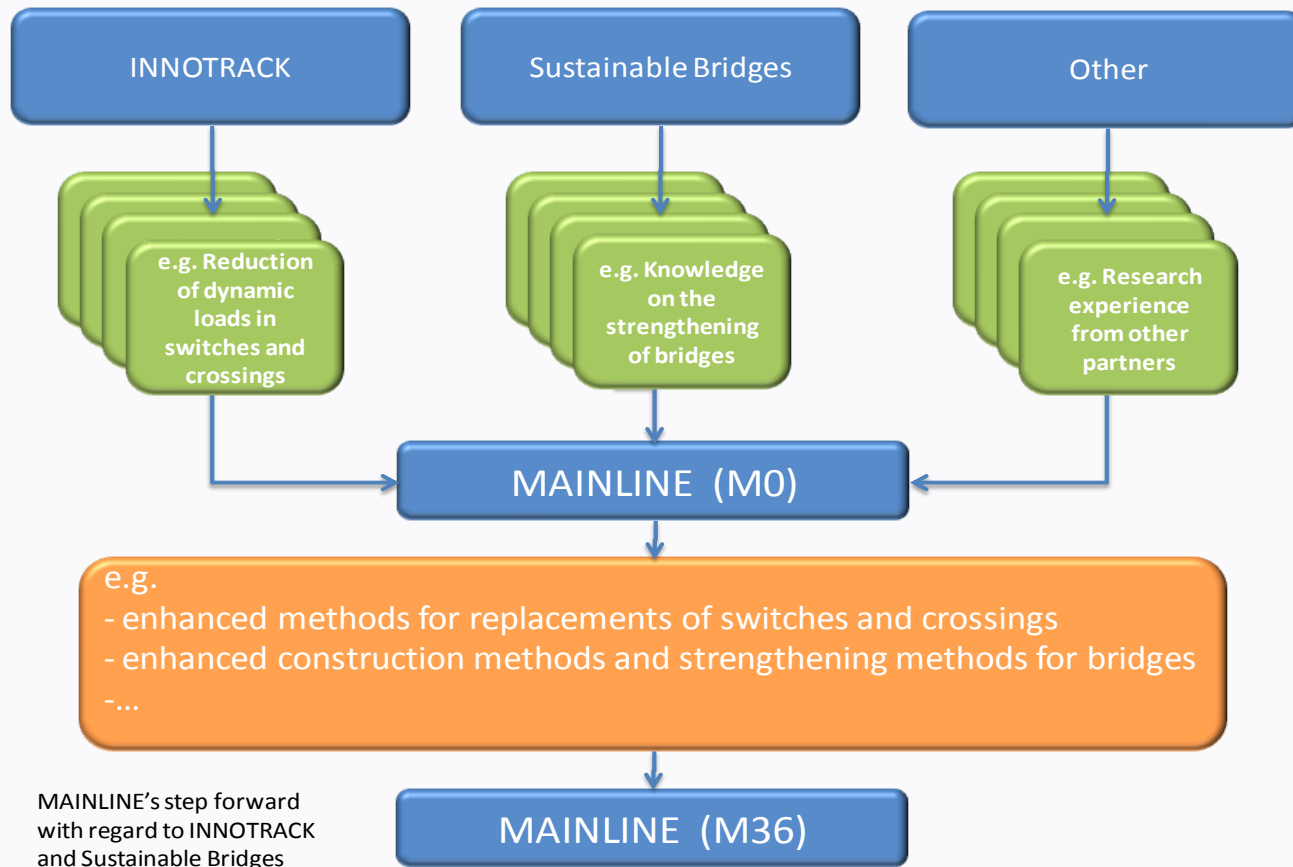 INNOTRACK
Sustainable Bridges
Other
e.g. Reduction
of dynamic
loads in
switches and
crossings
e.g. Knowledge
on the
strengthening
of bridges
e.g. Research
experience
from other
partners
MAINLINE (M0)
e.g.
- enhanced methods for replacements of switches and crossings
- enhanced construction methods and strengthening methods for bridges
-...
MAINLINE's step forward
with regard to INNOTRACK
and Sustainable Bridges
MAINLINE (M36)